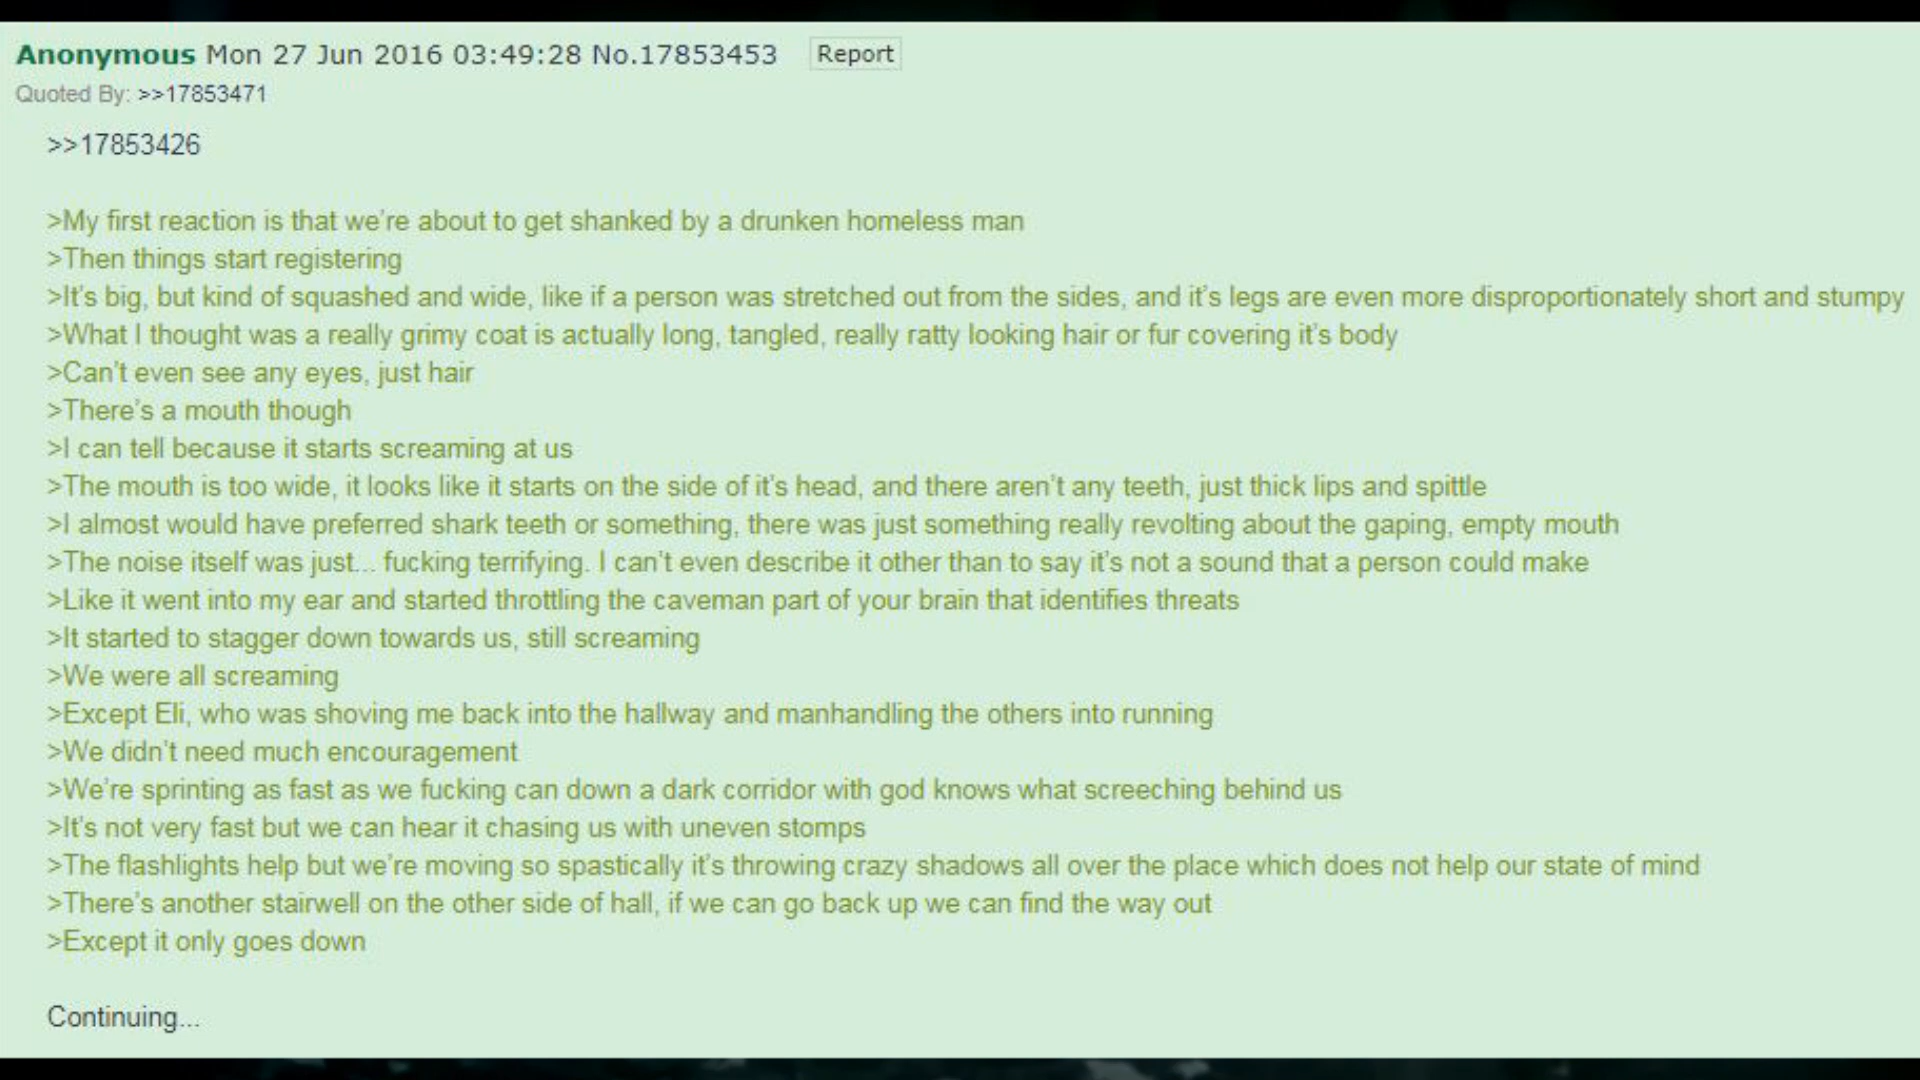 Anonymous Mon 27 Jun 2016 03:49:28 No.17853453 Report
Quoted By: >>17853471
>>17853426
>My first reaction is that we're about to get shanked by a drunken homeless man
>Then things start registering
>It's big, but kind of squashed and wide, like if a person was stretched out from the sides, and it's legs are even more disproportionately short and stumpy
>What I thought was a really grimy coat is actually long, tangled, really ratty looking hair or fur covering it's body
>Can't even see any eyes, just hair
>There's a mouth though
>I can tell because it starts screaming at us
>The mouth is too wide, it looks like it starts on the side of it's head, and there aren't any teeth, just thick lips and spittle
>I almost would have preferred shark teeth or something, there was just something really revolting about the gaping, empty mouth
>The noise itself was just... fucking terrifying. I can't even describe it other than to say it's not a sound that a person could make
>Like it went into my ear and started throttling the caveman part of your brain that identifies threats
>It started to stagger down towards us, still screaming
>We were all screaming
>Except Eli, who was shoving me back into the hallway and manhandling the others into running
>We didn't need much encouragement
>We're sprinting as fast as we fucking can down a dark corridor with god knows what screeching behind us
>It's not very fast but we can hear it chasing us with uneven stomps
>The flashlights help but we're moving so spastically it's throwing crazy shadows all over the place which does not help our state of mind
>There's another stairwell on the other side of hall, if we can go back up we can find the way out
>Except it only goes down
Continuing...